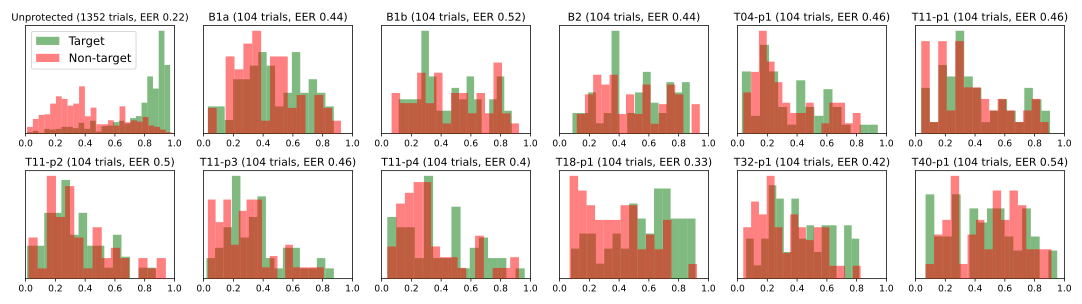 Unprotected (1352 trials, EER 0.22)
B1a (104 trials, EER 0.44)
B1b (104 trials, EER 0.52)
B2 (104 trials, EER 0.44)
T04-p1 (104 trials, EER 0.46)
T11-p1 (104 trials, EER 0.46)
Target
Non-target
0.0 0.2 0.4 0.6 0.8 1.0
0.0 0.2 0.4 0.6 0.8 1.0
0.0 0.2 0.4 0.6 0.8 1.0
0.0 0.2 0.4 0.6 0.8 1.0
0.0 0.2 0.4 0.6 0.8 1.0
0.0 0.2 0.4 0.6 0.8 1.0
T11-p2 (104 trials, EER 0.5)
T11-p3 (104 trials, EER 0.46)
T11-p4 (104 trials, EER 0.4)
T18-p1 (104 trials, EER 0.33)
T32-p1 (104 trials, EER 0.42)
T40-p1 (104 trials, EER 0.54)
0.0 0.2 0.4 0.6 0.8 1.0
0.0 0.2 0.4 0.6 0.8 1.0
0.0 0.2 0.4 0.6 0.8 1.0
0.0 0.2 0.4 0.6 0.8 1.0
0.0 0.2 0.4 0.6 0.8 1.0
0.0 0.2 0.4 0.6 0.8 1.0